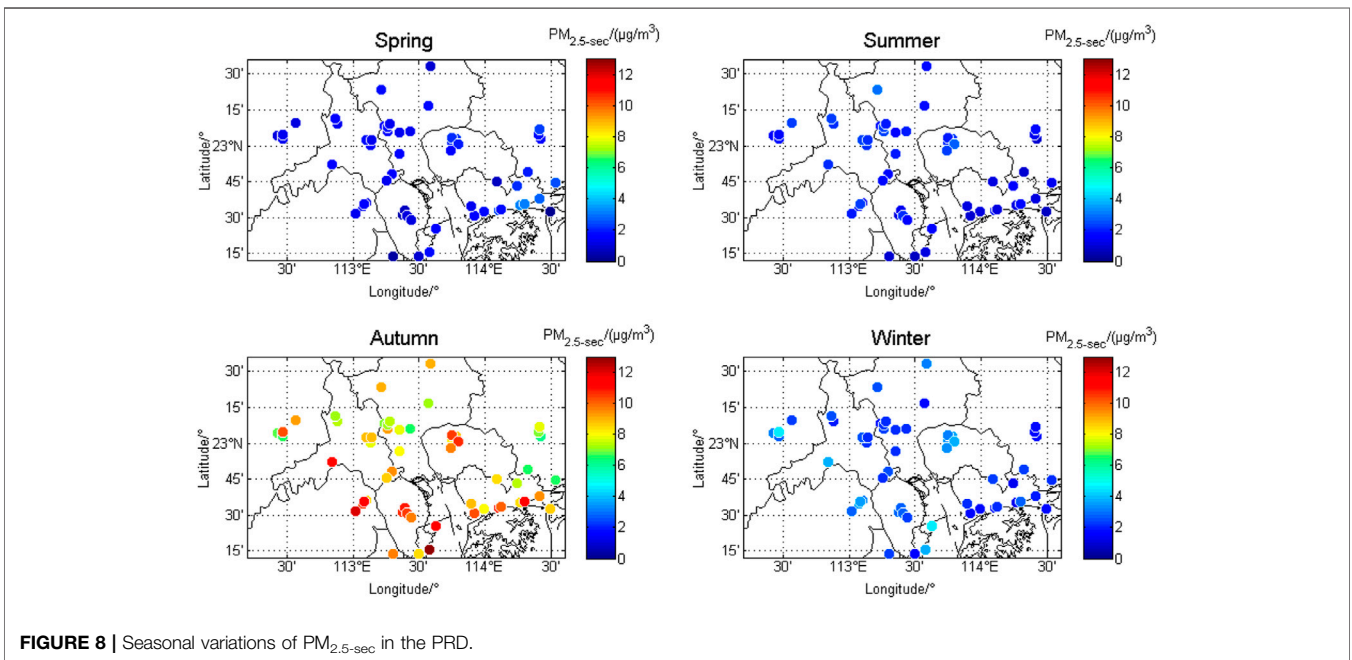 Spring
PM2.5-sec/(μg/m³)
Summer
PM2.5-sec/(μg/m³)
30'
15'
23°N
45'
30'
15'
Latitude/°
30'
113°E
30'
114°E
30'
Longitude/°
12
10
8
6
4
2
0
30'
15'
23°N
45'
30'
15'
Latitude/°
30'
113°E
30'
114°E
30'
Longitude/°
12
10
8
6
4
2
0
Autumn
PM2.5-sec/(μg/m³)
Winter
PM2.5-sec/(μg/m³)
30'
15'
23°N
45'
30'
15'
Latitude/°
30'
113°E
30'
114°E
30'
Longitude/°
12
10
8
6
4
2
0
30'
15'
23°N
45'
30'
15'
Latitude/°
30'
113°E
30'
114°E
30'
Longitude/°
12
10
8
6
4
2
0
FIGURE 8 | Seasonal variations of PM2.5-sec in the PRD.